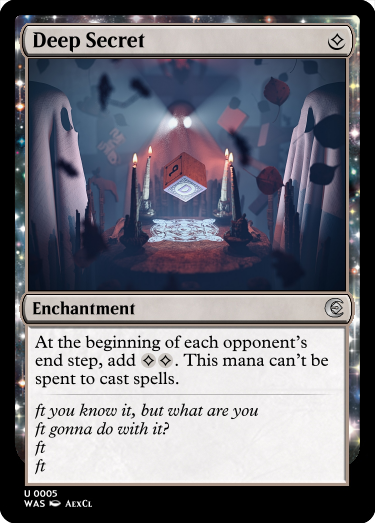 Deep Secret
Enchantment
At the beginning of each opponent's
end step, add . This mana can't be
spent to cast spells.
ft you know it, but what are you
ft gonna do with it?
ft
ft
U 0005
WAS AexCl